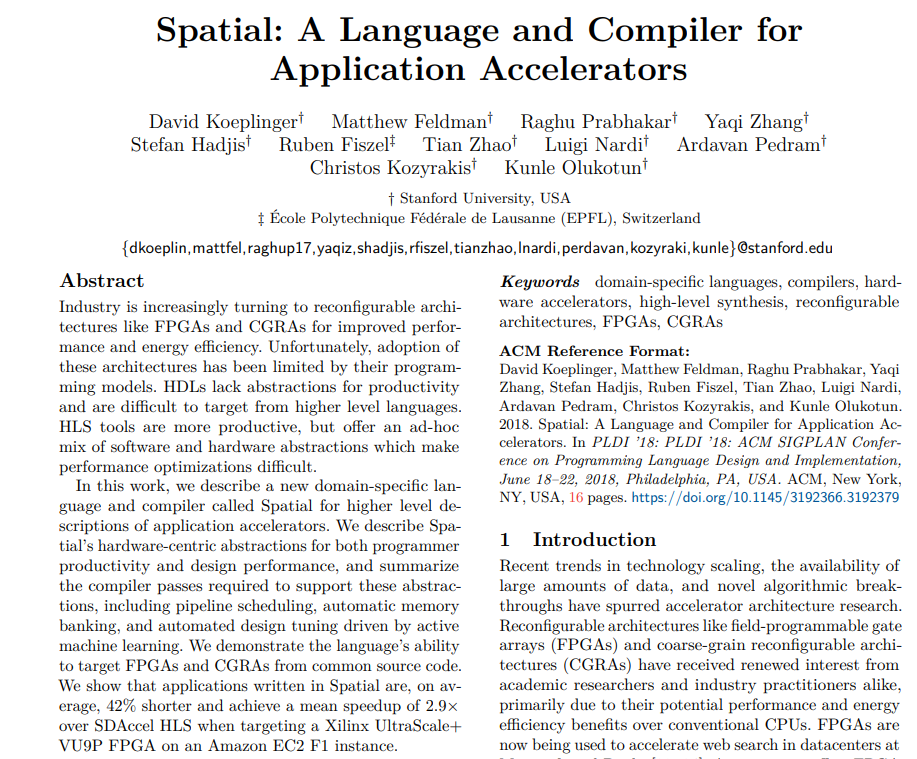 Spatial: A Language and Compiler for
Application Accelerators
David Koeplinger† Matthew Feldman† Raghu Prabhakar† Yaqi Zhang†
Stefan Hadjis† Ruben Fiszel‡ Tian Zhao† Luigi Nardi† Ardavan Pedram†
Christos Kozyrakis† Kunle Olukotun†
† Stanford University, USA
‡ École Polytechnique Fédérale de Lausanne (EPFL), Switzerland
{dkoeplin,mattfel,raghup17,yaqiz,shadjis,rfiszel,tianzhao,lnardi,perdavan,kozyraki,kunle}@stanford.edu
Abstract
Industry is increasingly turning to reconfigurable archi-
tectures like FPGAs and CGRAs for improved perfor-
mance and energy efficiency. Unfortunately, adoption of
these architectures has been limited by their program-
ming models. HDLs lack abstractions for productivity
and are difficult to target from higher level languages.
HLS tools are more productive, but offer an ad-hoc
mix of software and hardware abstractions which make
performance optimizations difficult.
In this work, we describe a new domain-specific lan-
guage and compiler called Spatial for higher level de-
scriptions of application accelerators. We describe Spa-
tial's hardware-centric abstractions for both programmer
productivity and design performance, and summarize
the compiler passes required to support these abstrac-
tions, including pipeline scheduling, automatic memory
banking, and automated design tuning driven by active
machine learning. We demonstrate the language's ability
to target FPGAs and CGRAs from common source code.
We show that applications written in Spatial are, on av-
erage, 42% shorter and achieve a mean speedup of 2.9×
over SDAccel HLS when targeting a Xilinx UltraScale+
VU9P FPGA on an Amazon EC2 F1 instance.
Keywords domain-specific languages, compilers, hard-
ware accelerators, high-level synthesis, reconfigurable
architectures, FPGAs, CGRAs
ACM Reference Format:
David Koeplinger, Matthew Feldman, Raghu Prabhakar, Yaqi
Zhang, Stefan Hadjis, Ruben Fiszel, Tian Zhao, Luigi Nardi,
Ardavan Pedram, Christos Kozyrakis, and Kunle Olukotun.
2018. Spatial: A Language and Compiler for Application Ac-
celerators. In PLDI '18: PLDI '18: ACM SIGPLAN Confer-
ence on Programming Language Design and Implementation,
June 18–22, 2018, Philadelphia, PA, USA. ACM, New York,
NY, USA, 16 pages. https://doi.org/10.1145/3192366.3192379
1 Introduction
Recent trends in technology scaling, the availability of
large amounts of data, and novel algorithmic break-
throughs have spurred accelerator architecture research.
Reconfigurable architectures like field-programmable gate
arrays (FPGAs) and coarse-grain reconfigurable archi-
tectures (CGRAs) have received renewed interest from
academic researchers and industry practitioners alike,
primarily due to their potential performance and energy
efficiency benefits over conventional CPUs. FPGAs are
now being used to accelerate web search in datacenters at